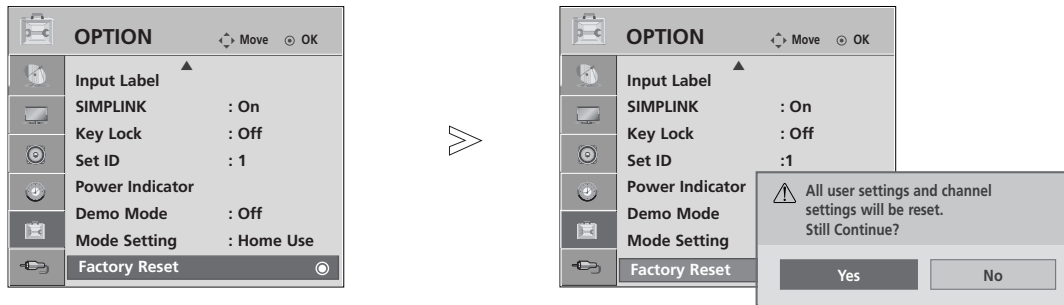 OPTION Move OK
Input Label
SIMPLINK : On
Key Lock : Off
Set ID : 1
Power Indicator
Demo Mode : Off
Mode Setting : Home Use
Factory Reset
OPTION Move OK
Input Label
SIMPLINK : On
Key Lock : Off
Set ID :1
Power Indicator
Demo Mode
Mode Setting
Factory Reset
All user settings and channel
settings will be reset.
Still Continue?
Yes No